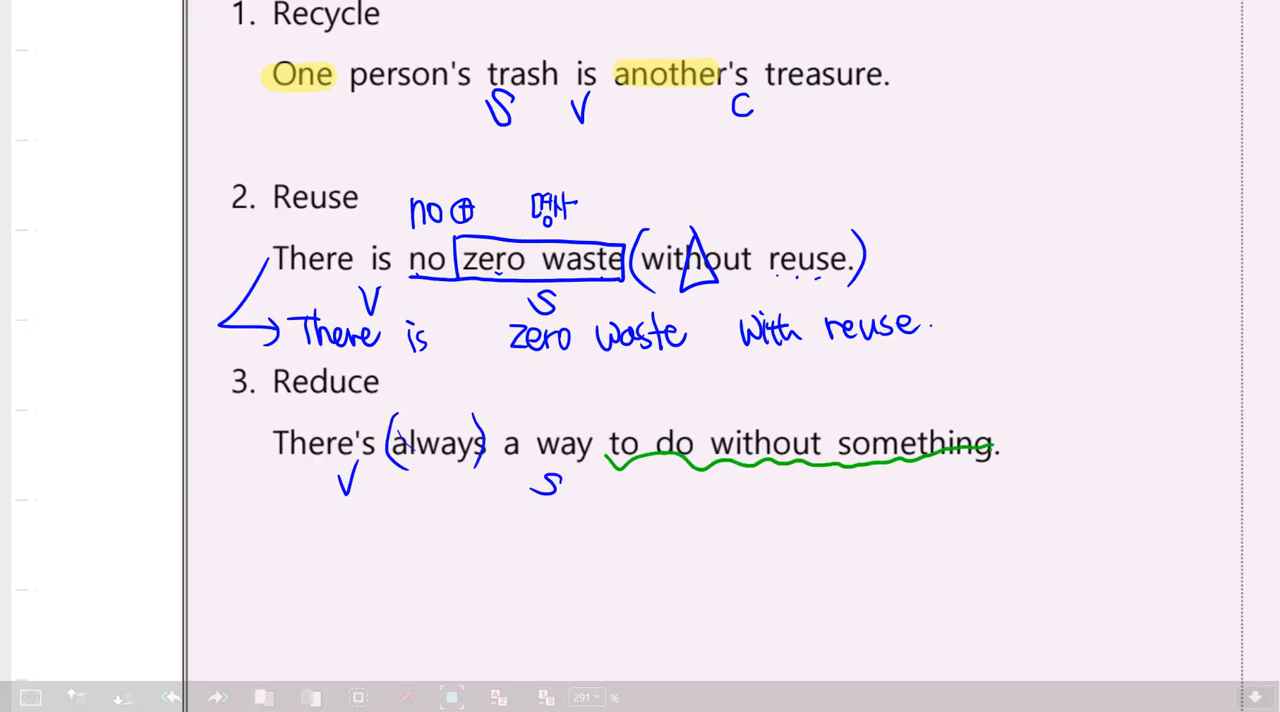 1. Recycle
One person's trash is another's treasure.
S V C
2. Reuse
no
There is no zero waste (without reuse.)
V S
There is zero waste with reuse.
3. Reduce
There's (always) a way to do without something.
V S
291 %